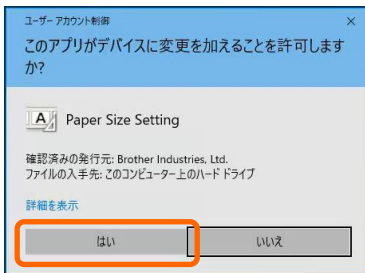 ユーザー アカウント制御
このアプリがデバイスに変更を加えることを許可します
か?
A
Paper Size Setting
確認済みの発行元: Brother Industries, Ltd.
ファイルの入手先: このコンピューター上のハード ドライブ
詳細を表示
はい
いいえ